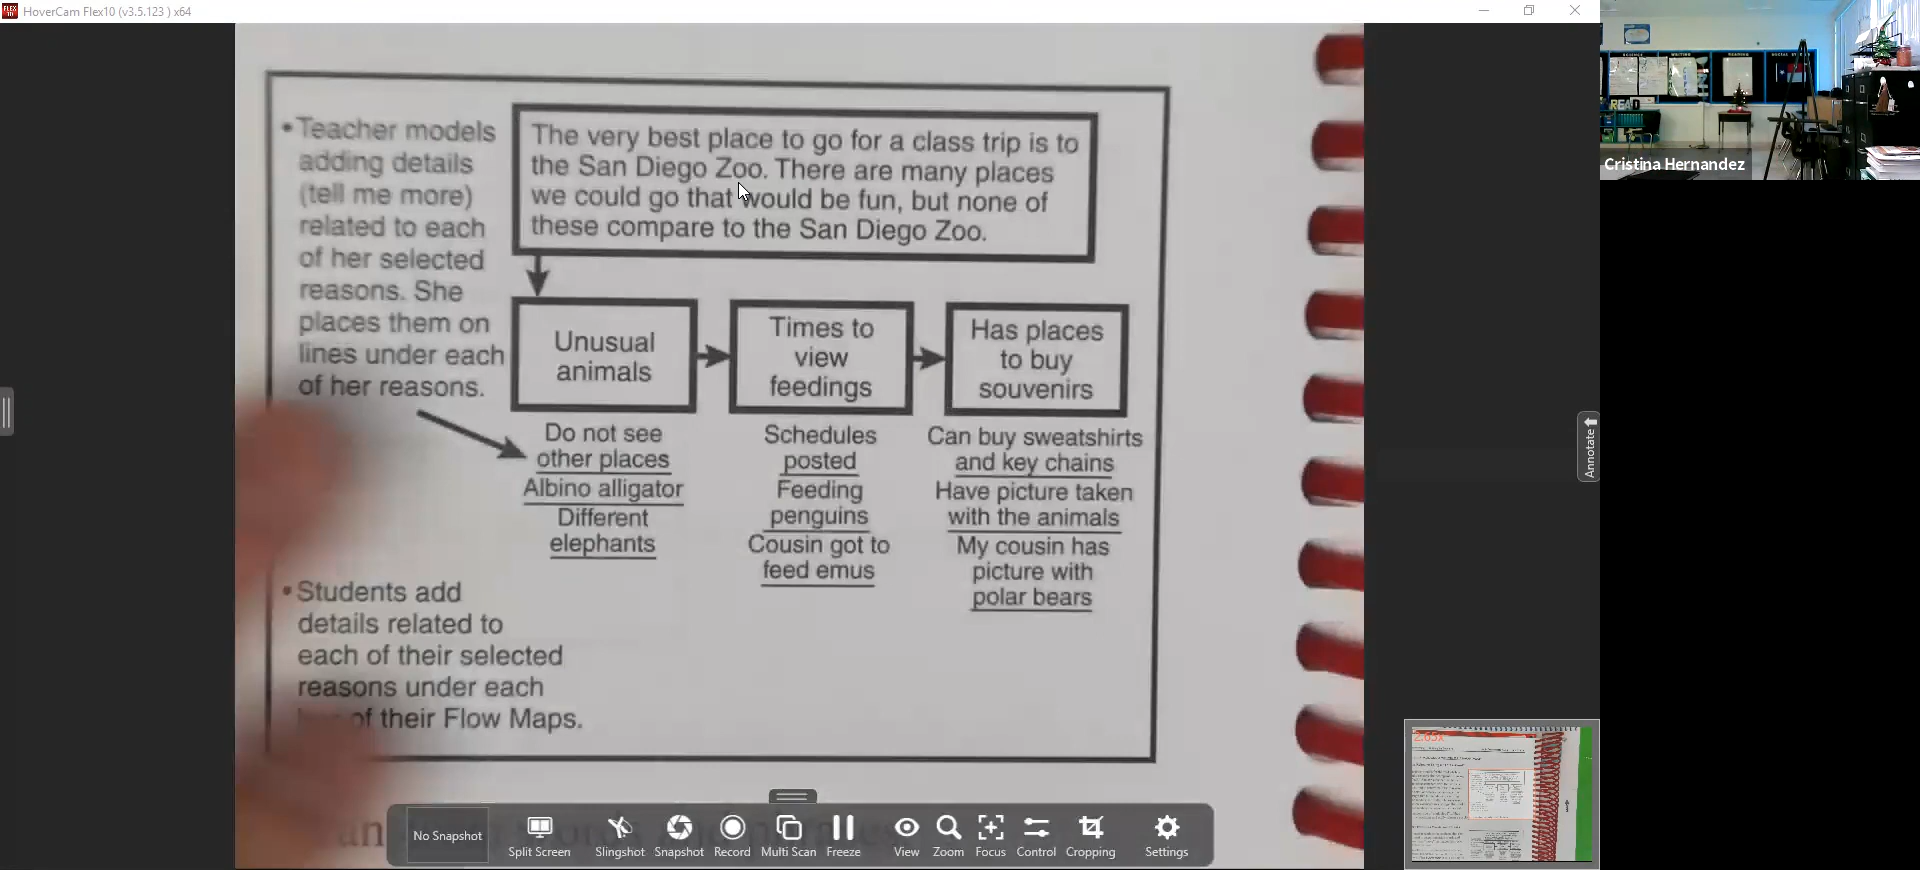 HoverCam Flex10 (v3.5.123 ) x64
•Teacher models
adding details
(tell me more)
related to each
of her selected
reasons. She
places them on
lines under each
of her reasons.
The very best place to go for a class trip is to
the San Diego Zoo. There are many places
we could go that would be fun, but none of
these compare to the San Diego Zoo.
Unusual
animals
Times to
view
feedings
Has places
to buy
souvenirs
Do not see
other places
Albino alligator
Different
elephants
Schedules
posted
Feeding
penguins
Cousin got to
feed emus
Can buy sweatshirts
and key chains
Have picture taken
with the animals
My cousin has
picture with
polar bears
•Students add
details related to
each of their selected
reasons under each
of their Flow Maps.
No Snapshot
Split Screen
Slingshot
Snapshot
Record
Multi Scan
Freeze
View
Zoom
Focus
Control
Cropping
Settings
Annotate
READ
Cristina Hernandez